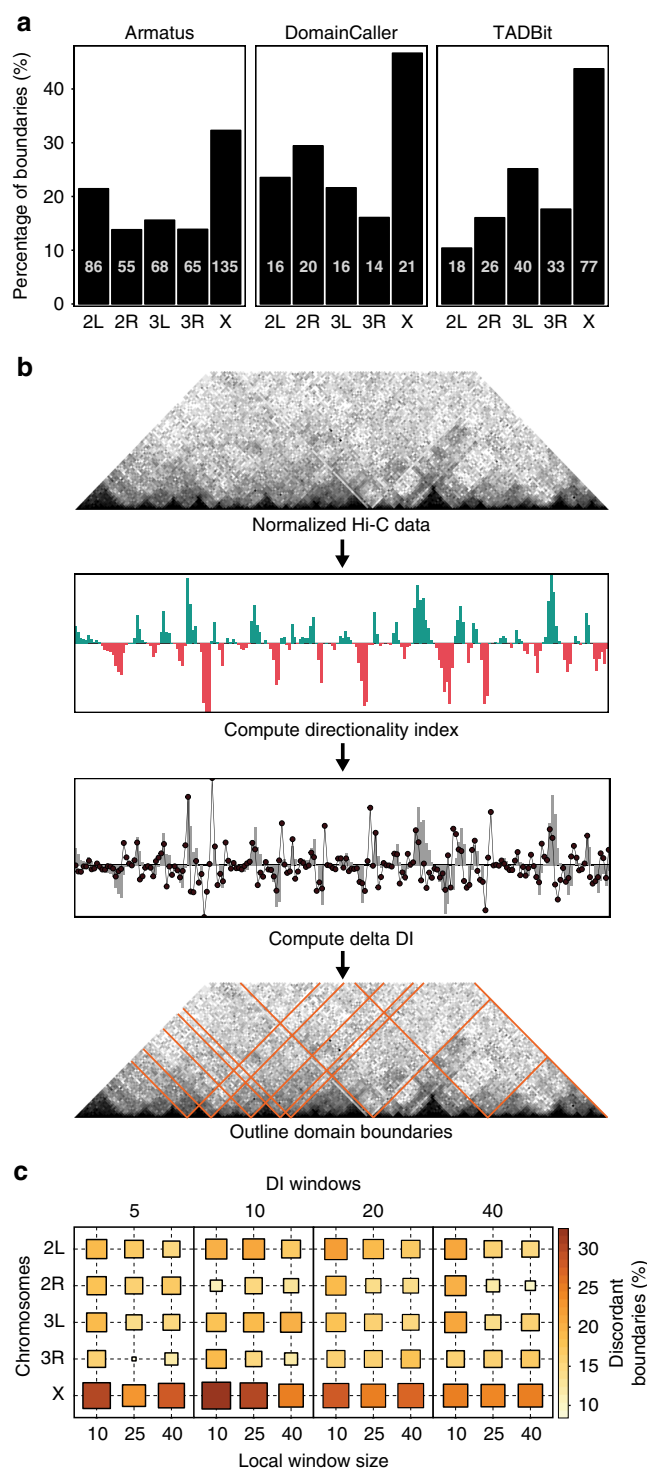 a
Armatus DomainCaller TADBit
Percentage of boundaries (%)
40
30
20
10
0
86 55 68 65 135 16 20 16 14 21 18 26 40 33 77
2L 2R 3L 3R X 2L 2R 3L 3R X 2L 2R 3L 3R X
b
Normalized Hi-C data
Compute directionality index
Compute delta DI
Outline domain boundaries
c
DI windows
5 10 20 40
Chromosomes
2L
2R
3L
3R
X
10 25 40 10 25 40 10 25 40 10 25 40
Local window size
30
25
20
15
10
Discordant
boundaries (%)